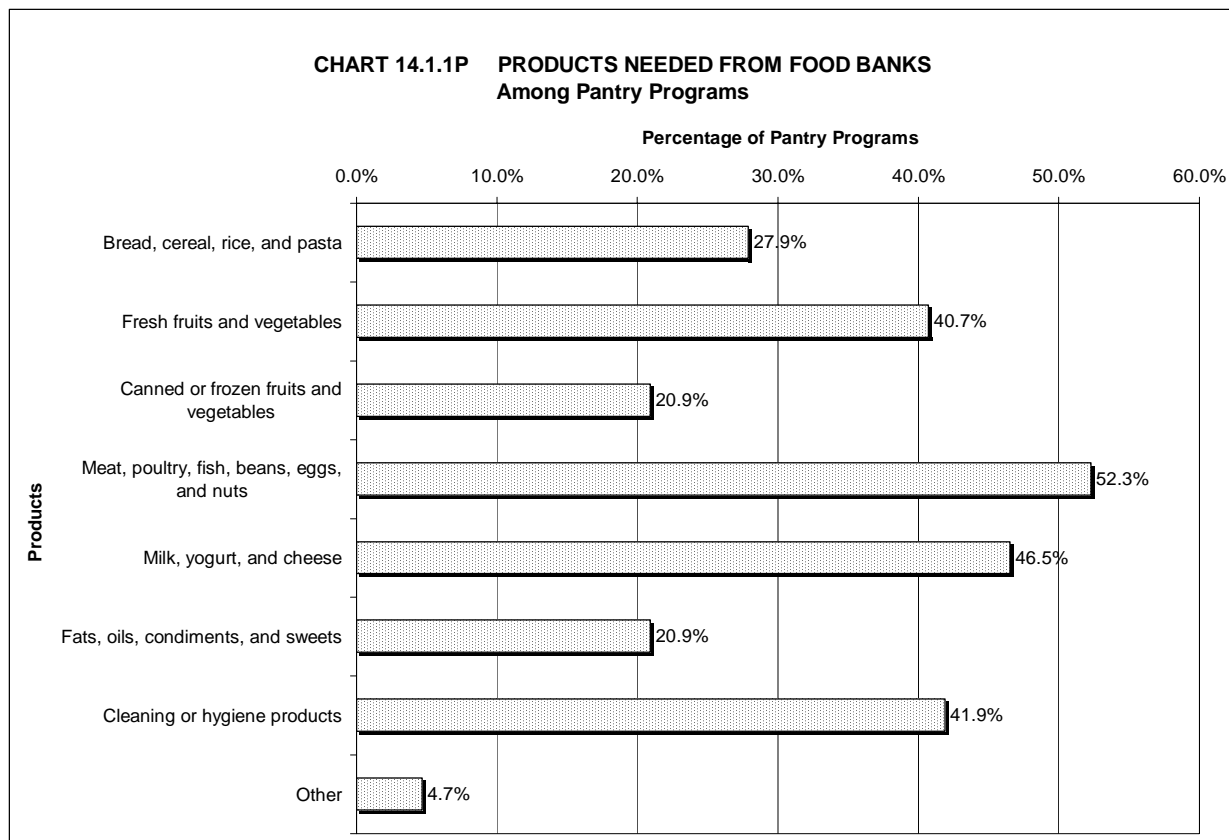 CHART 14.1.1P PRODUCTS NEEDED FROM FOOD BANKS
Among Pantry Programs
Percentage of Pantry Programs
0.0% 10.0% 20.0% 30.0% 40.0% 50.0% 60.0%
Products
Bread, cereal, rice, and pasta 27.9%
Fresh fruits and vegetables 40.7%
Canned or frozen fruits and
vegetables 20.9%
Meat, poultry, fish, beans, eggs,
and nuts 52.3%
Milk, yogurt, and cheese 46.5%
Fats, oils, condiments, and sweets 20.9%
Cleaning or hygiene products 41.9%
Other 4.7%